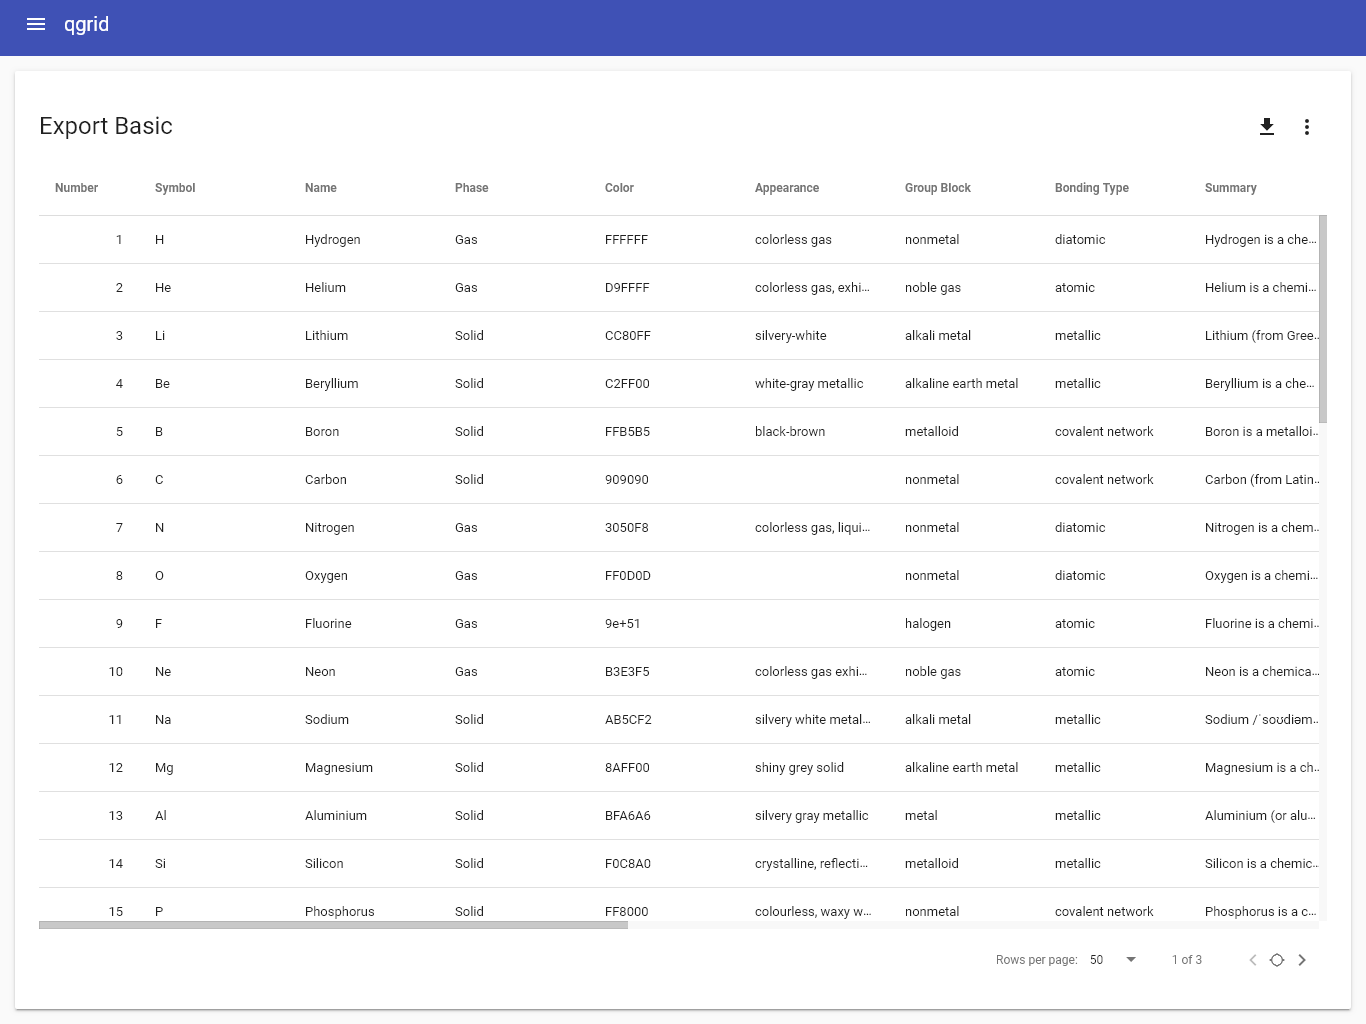 qgrid
Export Basic
Number Symbol Name Phase Color Appearance Group Block Bonding Type Summary
1 H Hydrogen Gas FFFFFF colorless gas nonmetal diatomic Hydrogen is a che...
2 He Helium Gas D9FFFF colorless gas, exhi... noble gas atomic Helium is a chemi...
3 Li Lithium Solid CC80FF silvery-white alkali metal metallic Lithium (from Gree...
4 Be Beryllium Solid C2FF00 white-gray metallic alkaline earth metal metallic Beryllium is a che...
5 B Boron Solid FFB5B5 black-brown metalloid covalent network Boron is a metalloi...
6 C Carbon Solid 909090 nonmetal covalent network Carbon (from Latin...
7 N Nitrogen Gas 3050F8 colorless gas, liqui... nonmetal diatomic Nitrogen is a chem...
8 O Oxygen Gas FF0D0D nonmetal diatomic Oxygen is a chemi...
9 F Fluorine Gas 9e+51 halogen atomic Fluorine is a chemi...
10 Ne Neon Gas B3E3F5 colorless gas exhi... noble gas atomic Neon is a chemica...
11 Na Sodium Solid AB5CF2 silvery white metal... alkali metal metallic Sodium /ˈsoʊdiəm...
12 Mg Magnesium Solid 8AFF00 shiny grey solid alkaline earth metal metallic Magnesium is a ch...
13 Al Aluminium Solid BFA6A6 silvery gray metallic metal metallic Aluminium (or alu...
14 Si Silicon Solid F0C8A0 crystalline, reflecti... metalloid metallic Silicon is a chemic...
15 P Phosphorus Solid FF8000 colourless, waxy w... nonmetal covalent network Phosphorus is a c...
Rows per page: 50 1 of 3